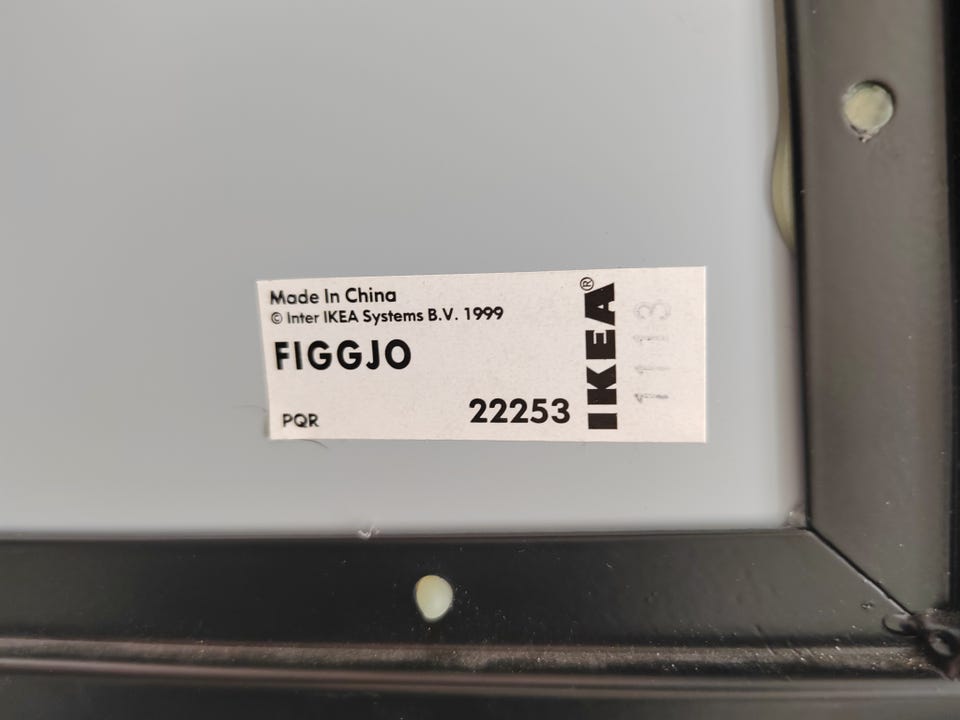 Made In China
© Inter IKEA Systems B.V. 1999
FIGGJO
PQR
22253
IKEA®
1113